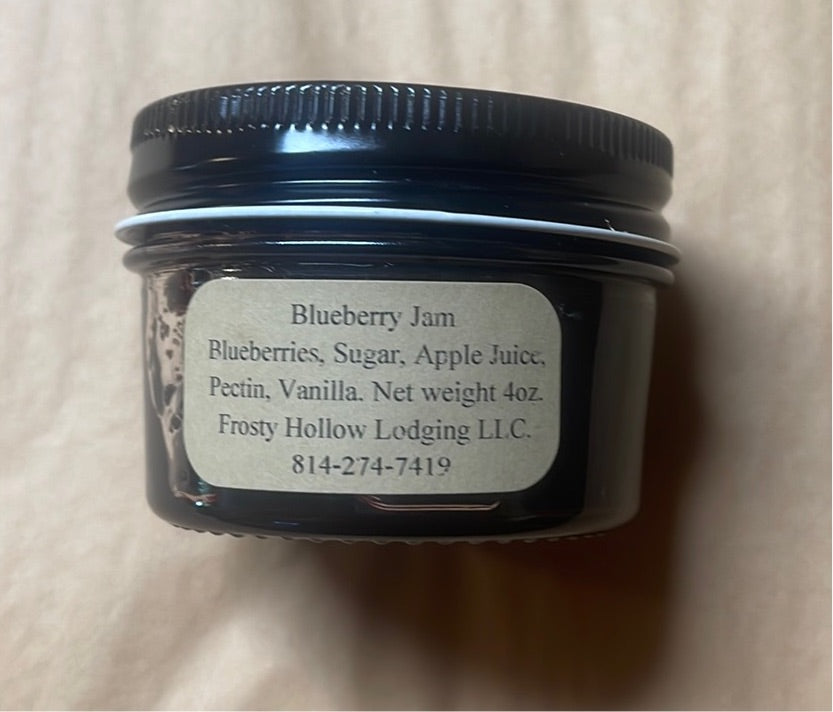 Blueberry Jam
Blueberries, Sugar, Apple Juice,
Pectin, Vanilla. Net weight 4oz.
Frosty Hollow Lodging LLC.
814-274-7419